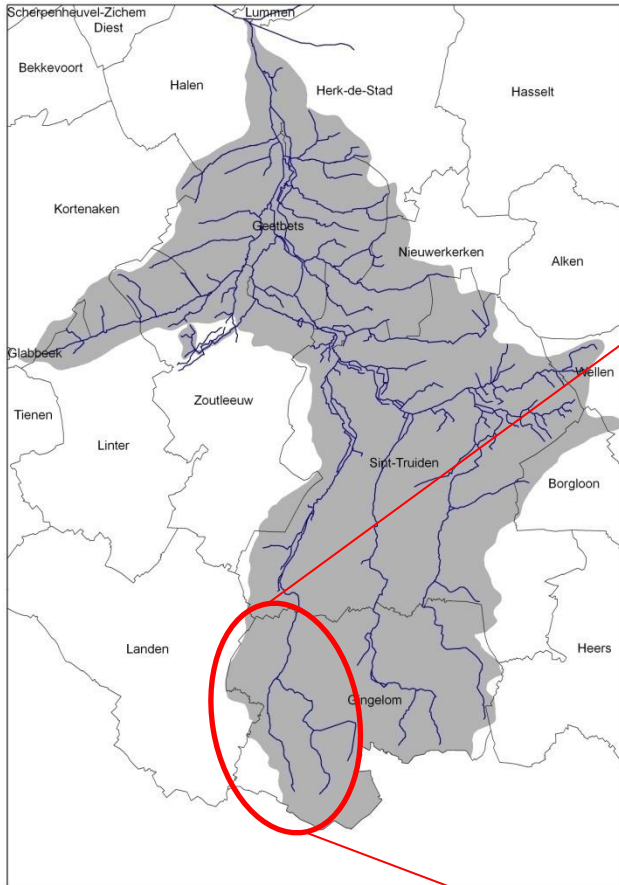 Scherpenheuvel-Zichem
Lummen
Diest
Bekkevoort
Halen
Herk-de-Stad
Hasselt
Kortenaken
Geetbets
Nieuwerkerken
Alken
Glabbeek
Wellen
Zoutleeuw
Tienen
Linter
Sint-Truiden
Borgloon
Landen
Heers
Gingelom